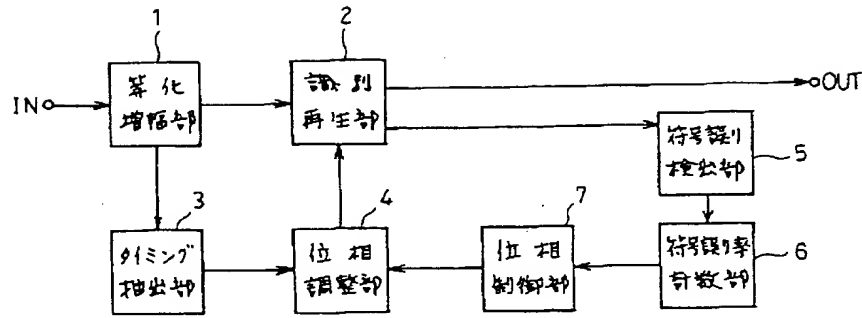 1
等化
増幅部
2
識別
再生部
IN
OUT
符号誤り
検出部
5
3
タイミング
抽出部
4
位相
調整部
7
位相
制御部
符号誤り率
計数部
6